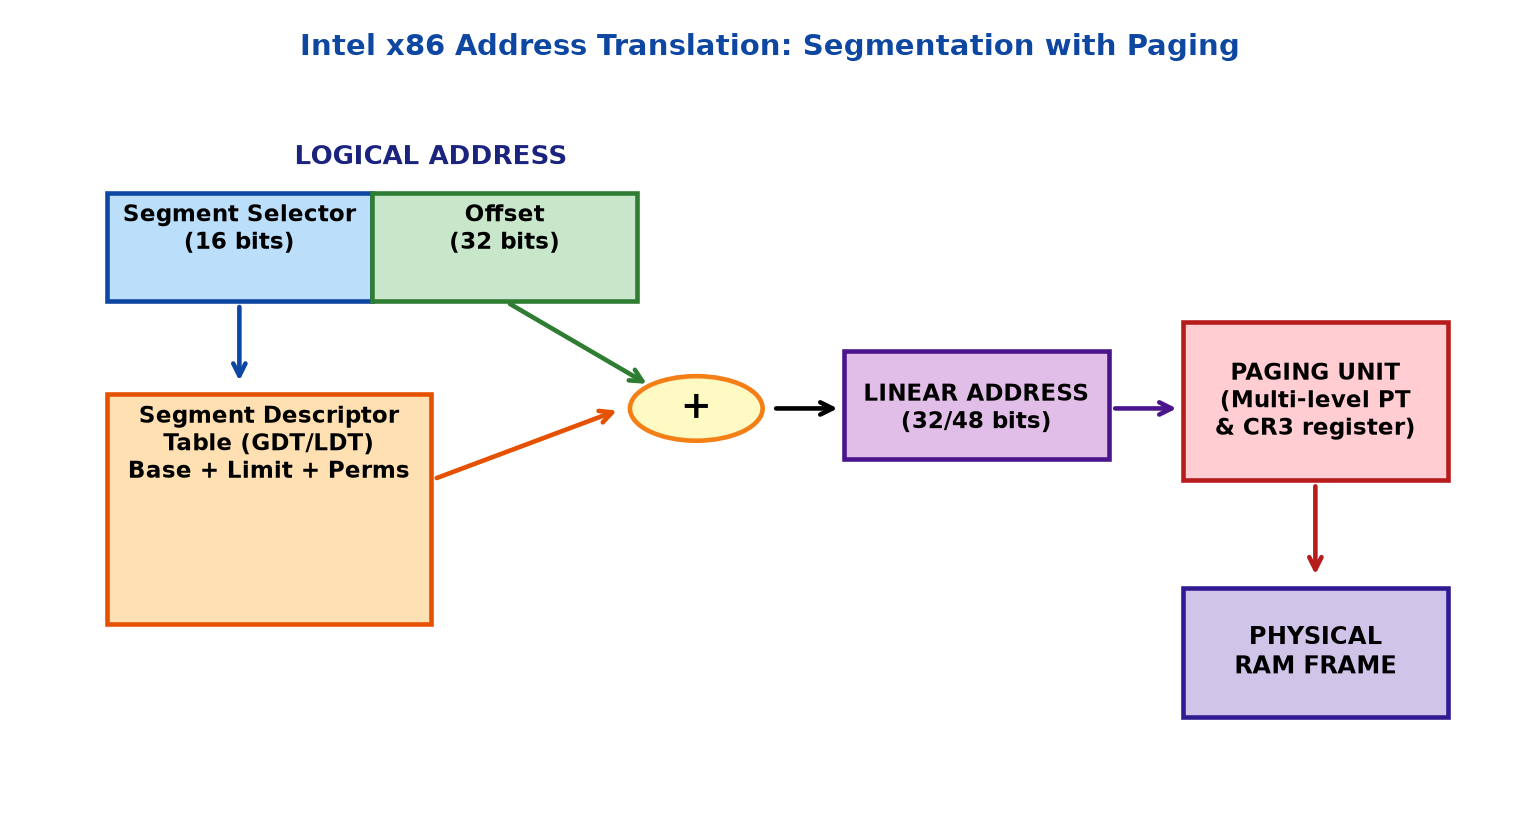 Intel x86 Address Translation: Segmentation with Paging
LOGICAL ADDRESS
Segment Selector
(16 bits)
Offset
(32 bits)
Segment Descriptor
Table (GDT/LDT)
Base + Limit + Perms
+
LINEAR ADDRESS
(32/48 bits)
PAGING UNIT
(Multi-level PT
& CR3 register)
PHYSICAL
RAM FRAME